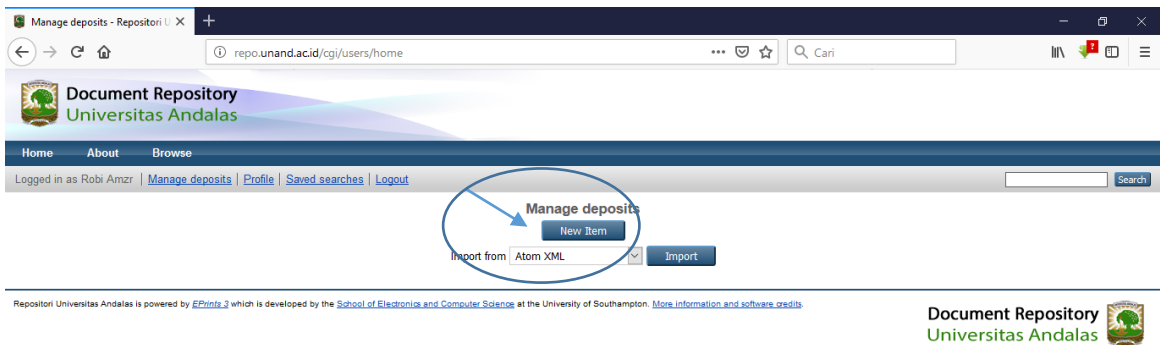 Manage deposits - Repositori U
repo.unand.ac.id/cgi/users/home
Cari
Document Repository
Universitas Andalas
Home About Browse
Logged in as Robi Amzr | Manage deposits | Profile | Saved searches | Logout
Search
Manage deposits
New Item
Import from Atom XML Import
Repositori Universitas Andalas is powered by EPrints 3 which is developed by the School of Electronics and Computer Science at the University of Southampton. More information and software credits.
Document Repository
Universitas Andalas